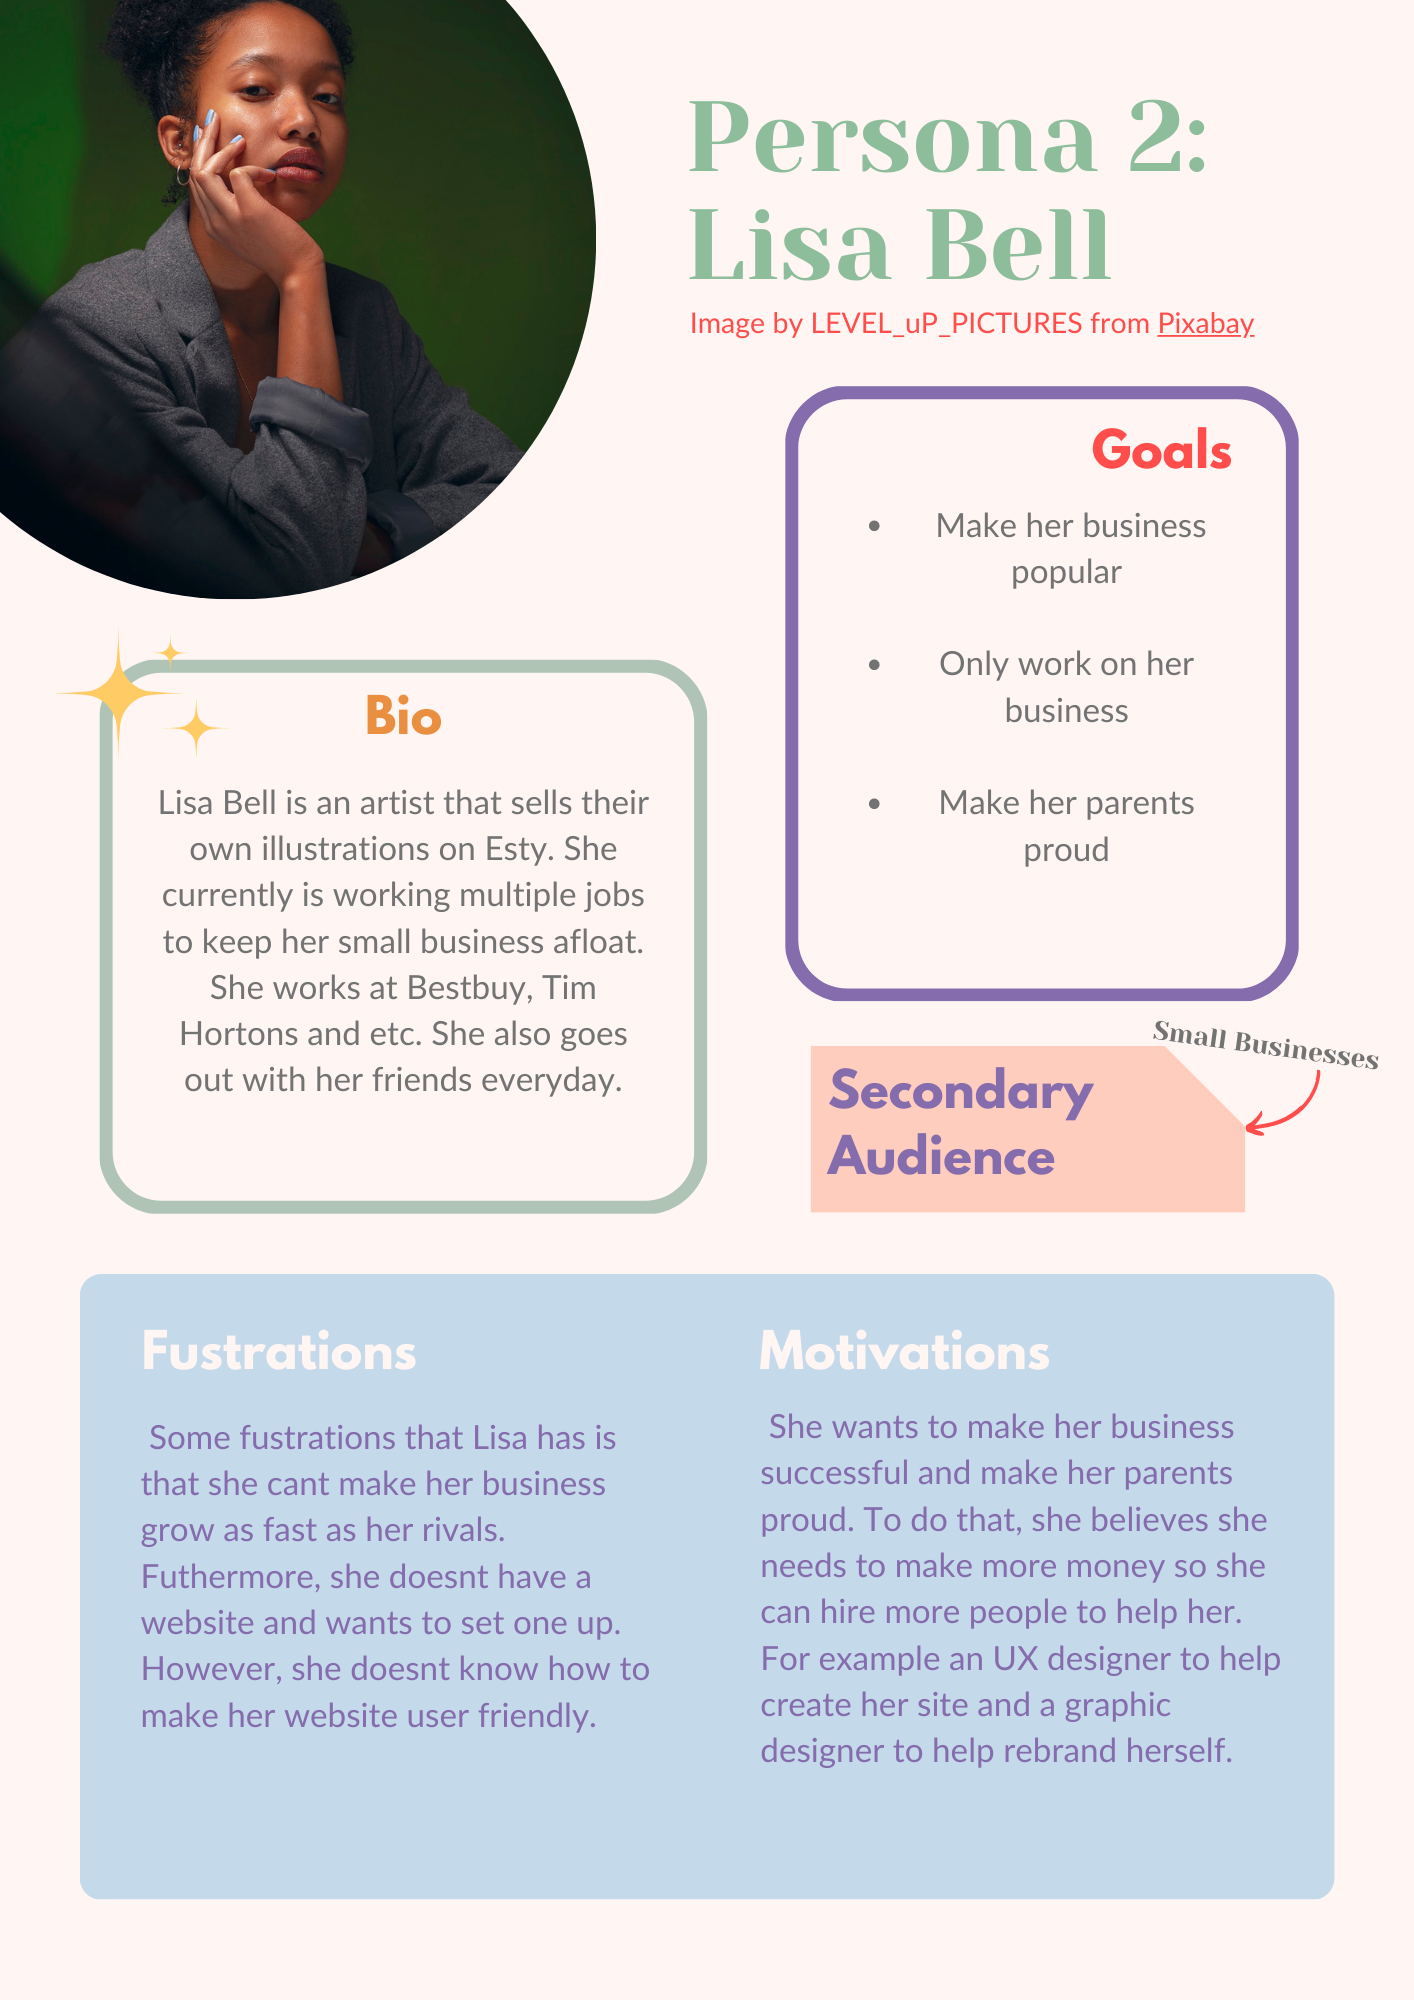 Persona 2:
Lisa Bell
Image by LEVEL_uP_PICTURES from Pixabay
Goals
• Make her business
popular
• Only work on her
business
• Make her parents
proud
Bio
Lisa Bell is an artist that sells their
own illustrations on Esty. She
currently is working multiple jobs
to keep her small business afloat.
She works at Bestbuy, Tim
Hortons and etc. She also goes
out with her friends everyday.
Small Businesses
Secondary
Audience
Fustrations
Some fustrations that Lisa has is
that she cant make her business
grow as fast as her rivals.
Futhermore, she doesnt have a
website and wants to set one up.
However, she doesnt know how to
make her website user friendly.
Motivations
She wants to make her business
successful and make her parents
proud. To do that, she believes she
needs to make more money so she
can hire more people to help her.
For example an UX designer to help
create her site and a graphic
designer to help rebrand herself.